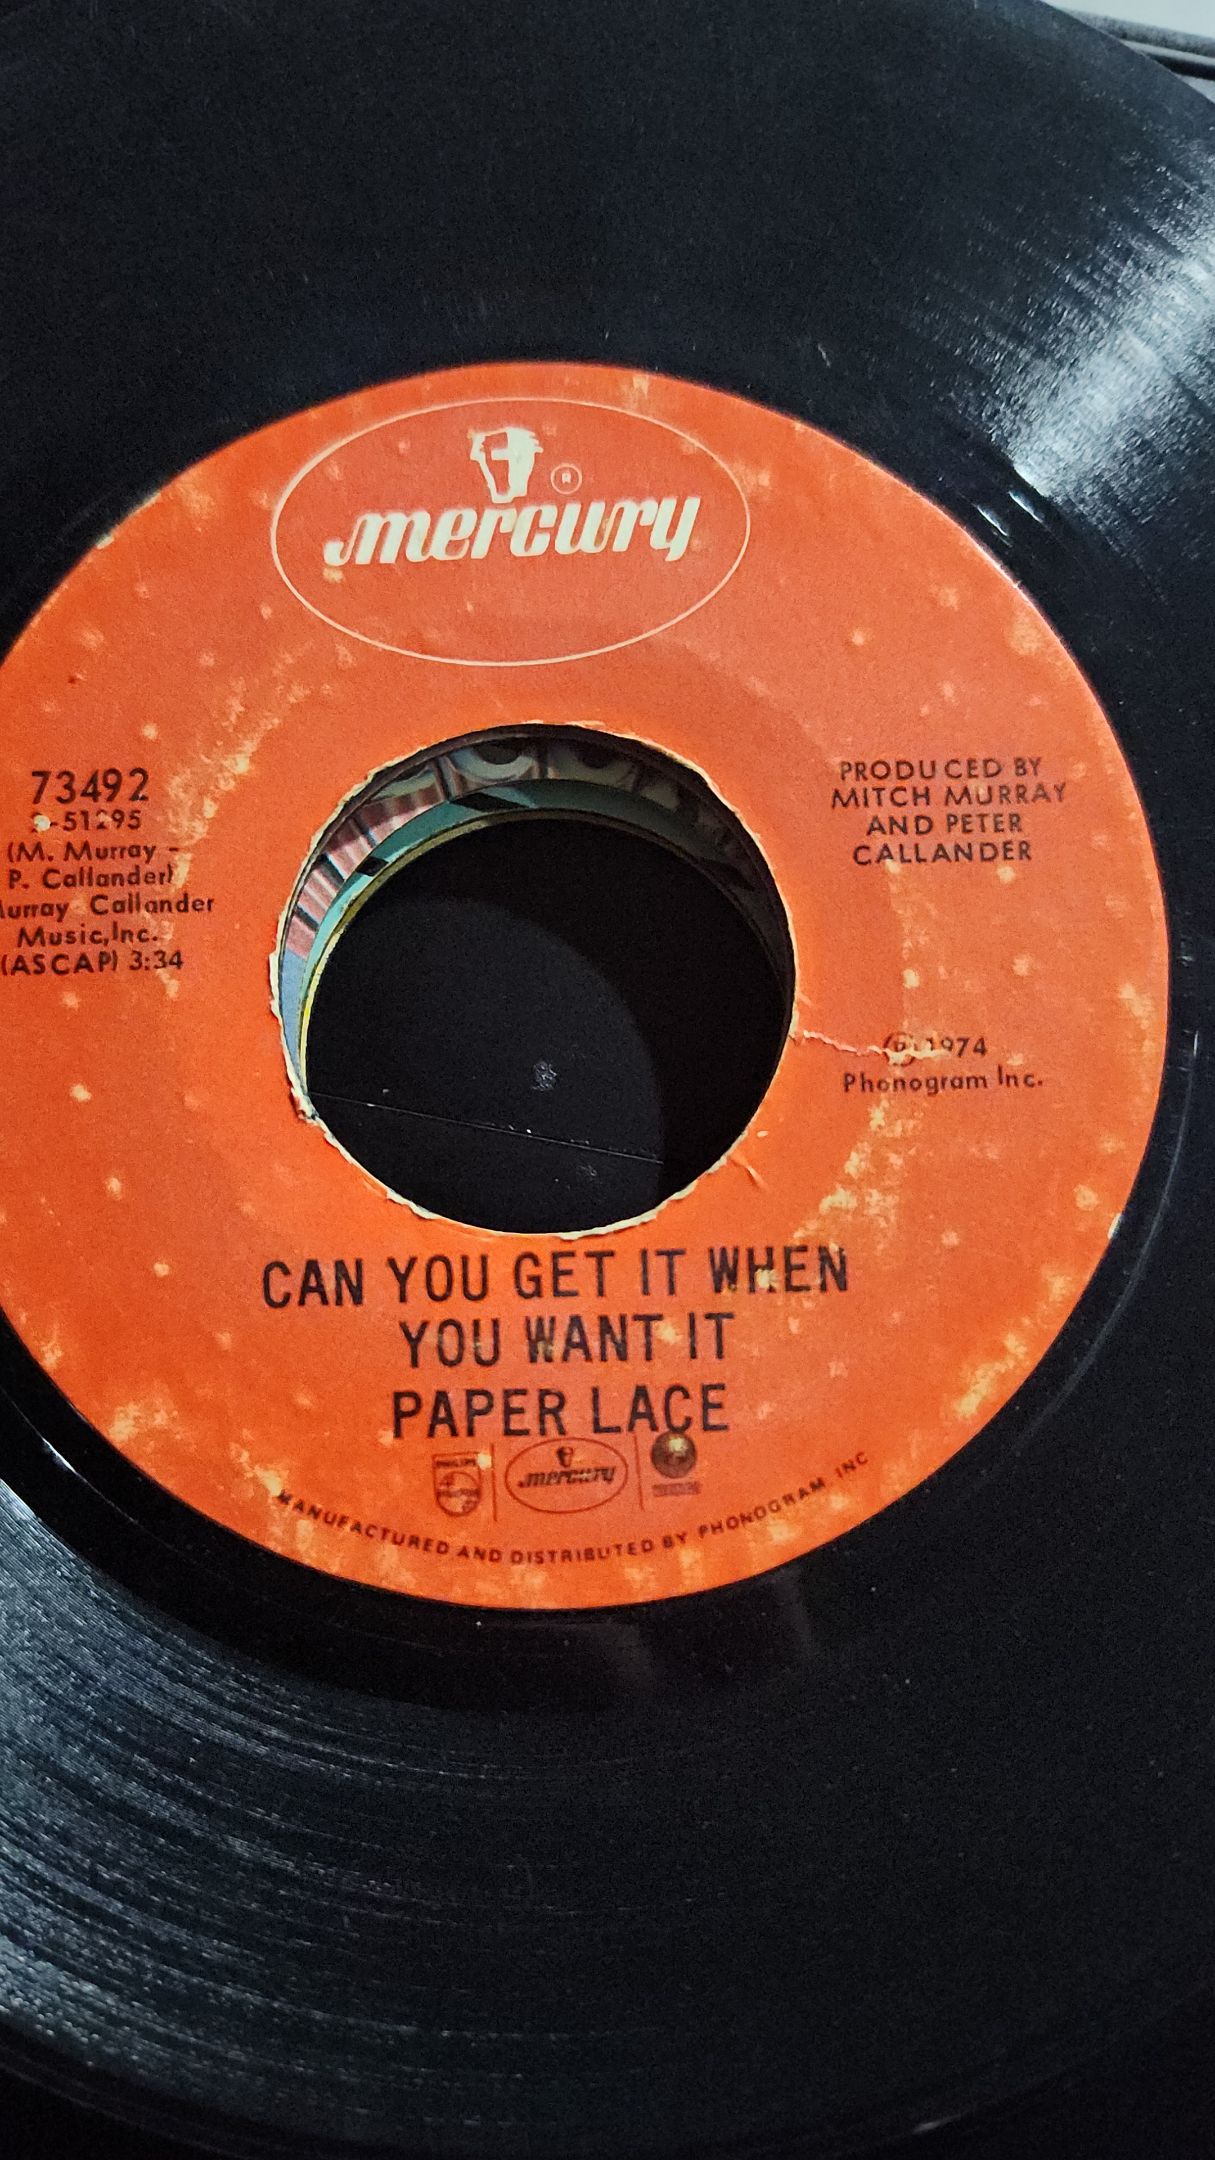 mercury
®
73492
-51295
(M. Murray -
P. Callander)
Murray Callander
Music, Inc.
(ASCAP) 3:34
PRODUCED BY
MITCH MURRAY
AND PETER
CALLANDER
℗ 1974
Phonogram Inc.
CAN YOU GET IT WHEN
YOU WANT IT
PAPER LACE
PHILIPS
mercury
MANUFACTURED AND DISTRIBUTED BY PHONOGRAM, INC